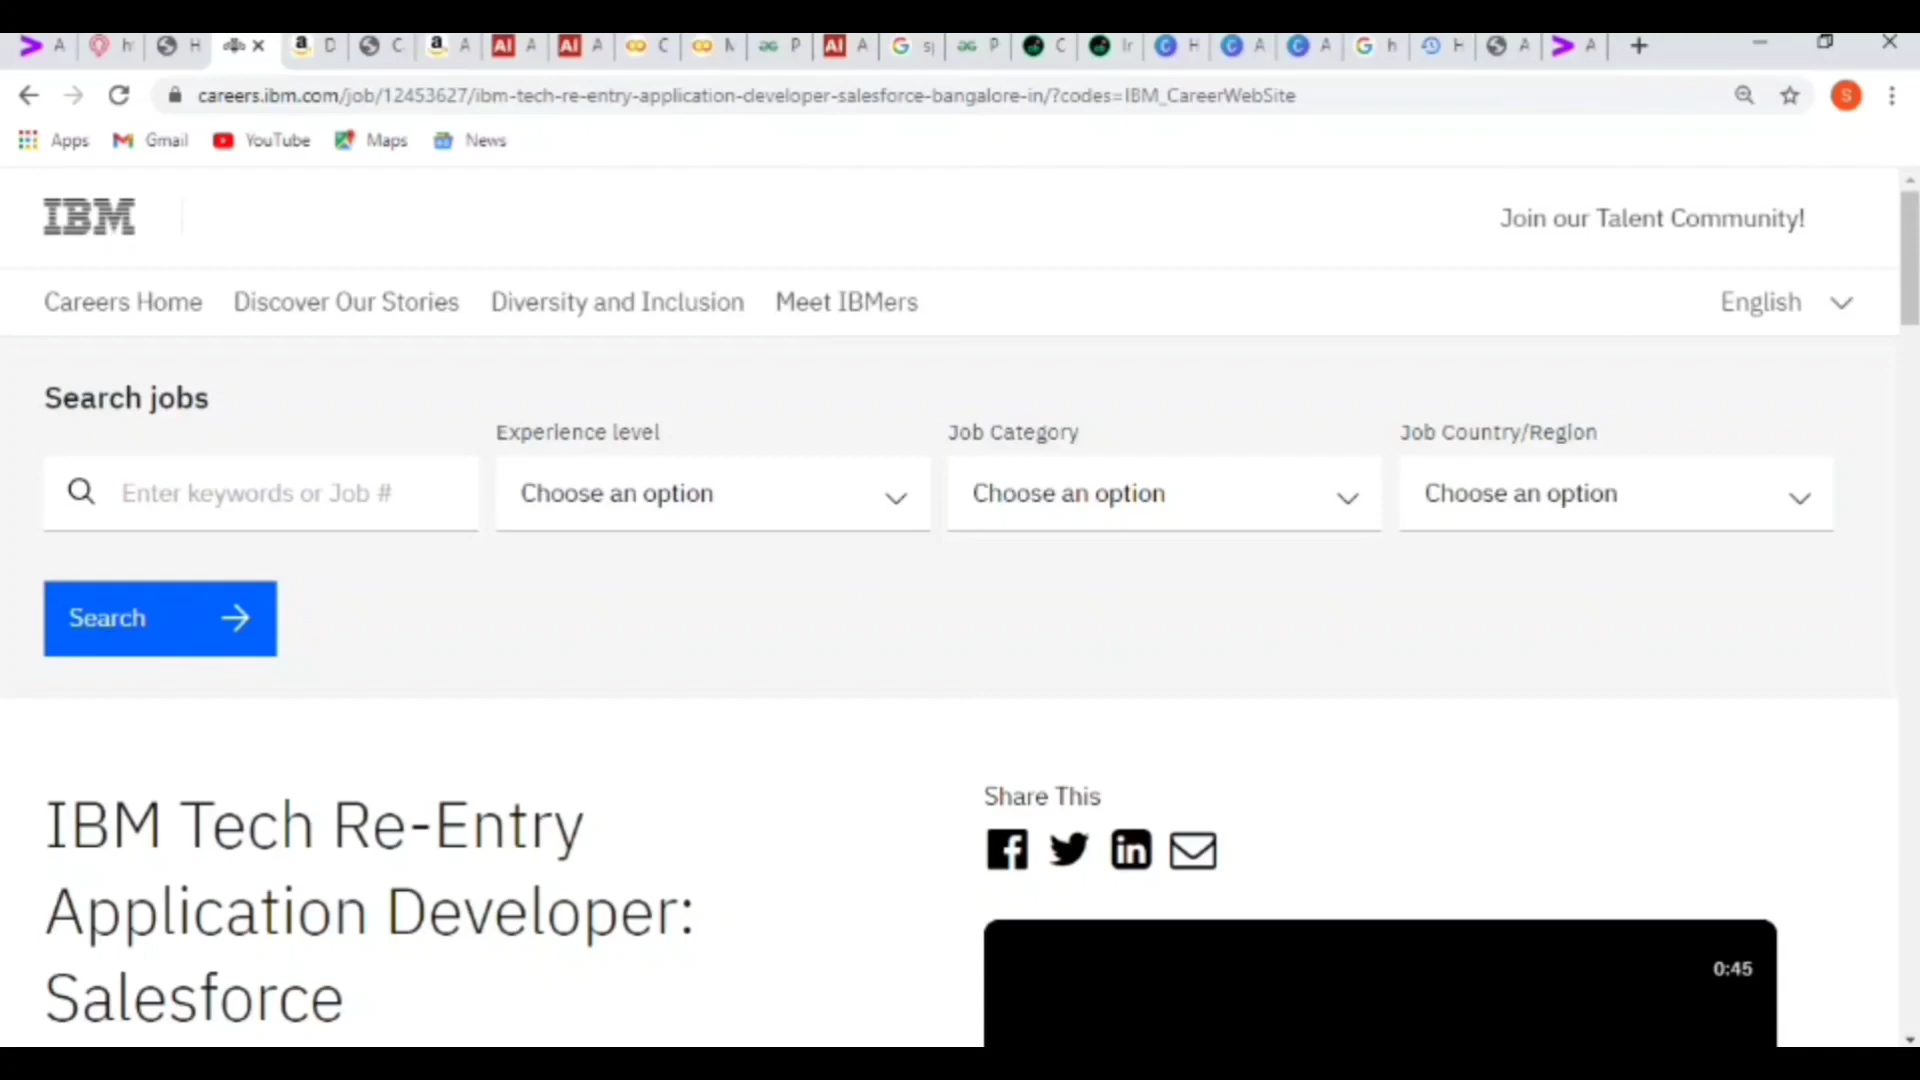 careers.ibm.com/job/12453627/ibm-tech-re-entry-application-developer-salesforce-bangalore-in/?codes=IBM_CareerWebSite
S
Apps Gmail YouTube Maps News
IBM
Join our Talent Community!
Careers Home Discover Our Stories Diversity and Inclusion Meet IBMers English
Search jobs
Experience level Job Category Job Country/Region
Enter keywords or Job # Choose an option Choose an option Choose an option
Search
IBM Tech Re-Entry
Application Developer:
Salesforce
Share This
0:45